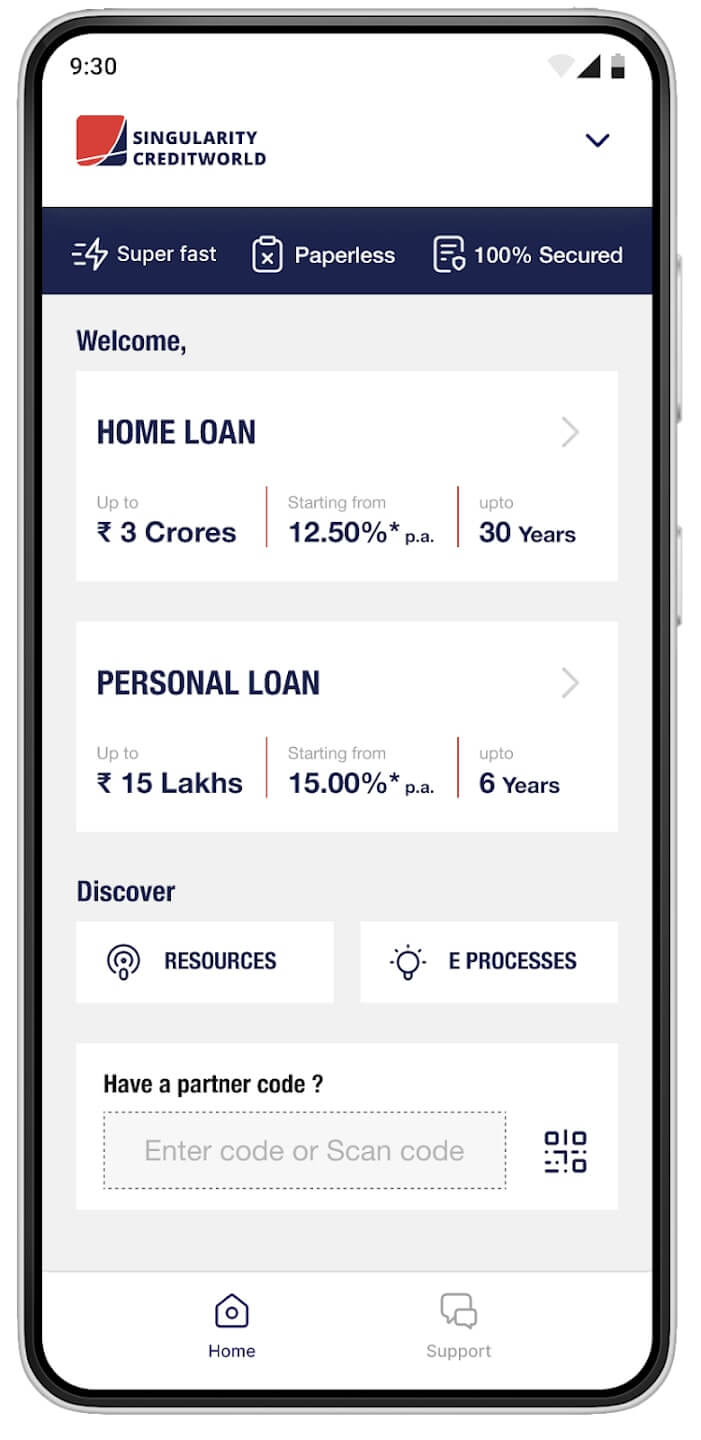 9:30
SINGULARITY
CREDITWORLD
Super fast
Paperless
100% Secured
Welcome,
HOME LOAN
Up to
Starting from
upto
₹ 3 Crores
12.50%* p.a.
30 Years
PERSONAL LOAN
Up to
Starting from
upto
₹ 15 Lakhs
15.00%* p.a.
6 Years
Discover
RESOURCES
E PROCESSES
Have a partner code ?
Enter code or Scan code
Home
Support